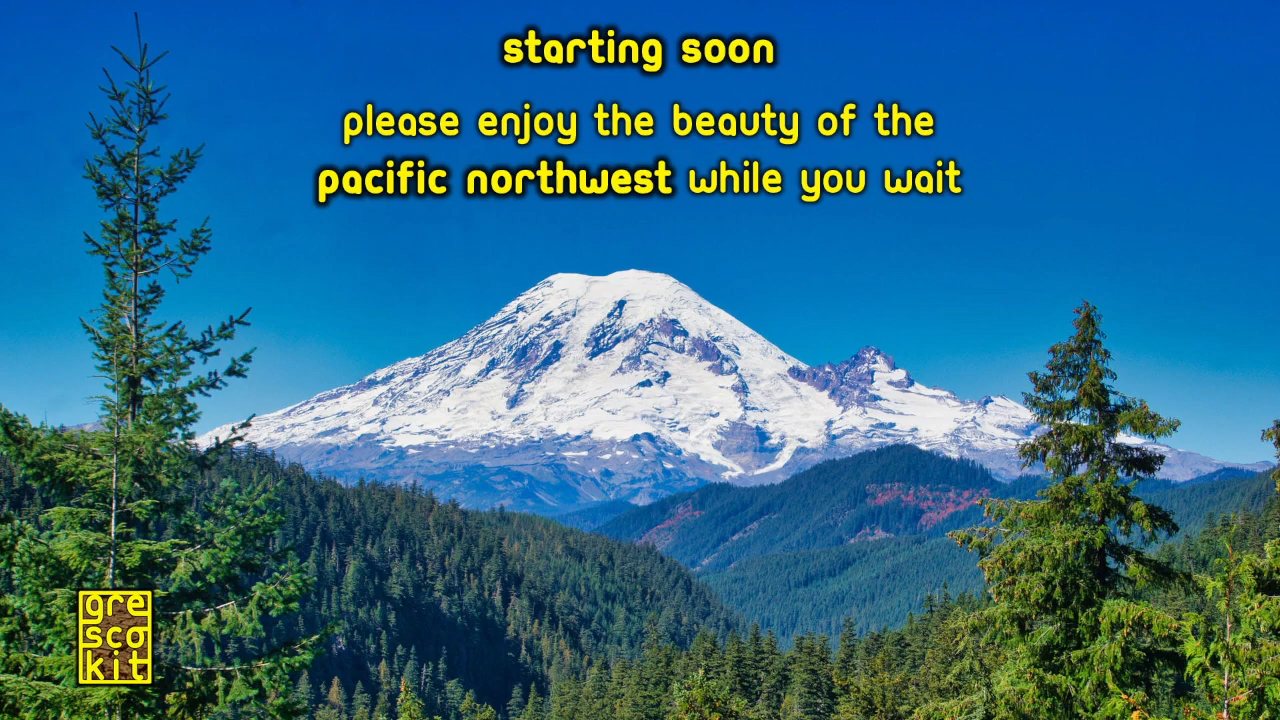 starting soon
please enjoy the beauty of the
pacific northwest while you wait
gre
sco
kit